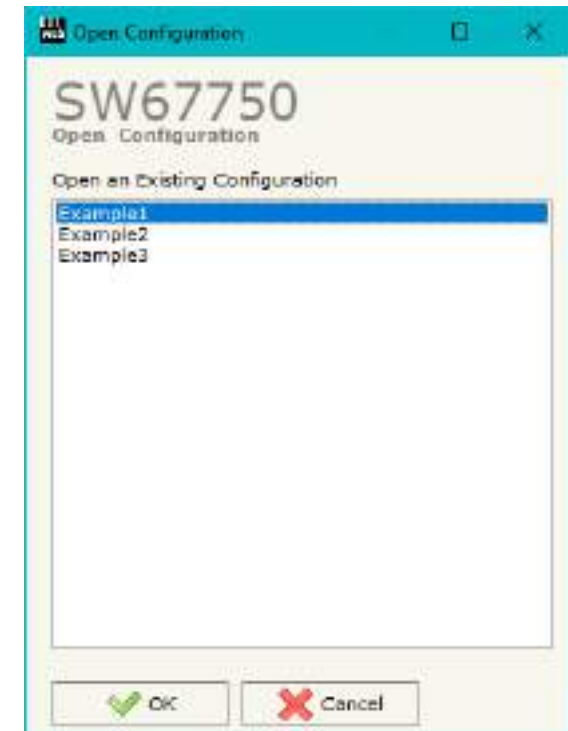 Open Configuration
SW67750
Open Configuration
Open an Existing Configuration
Example1
Example2
Example3
OK
Cancel